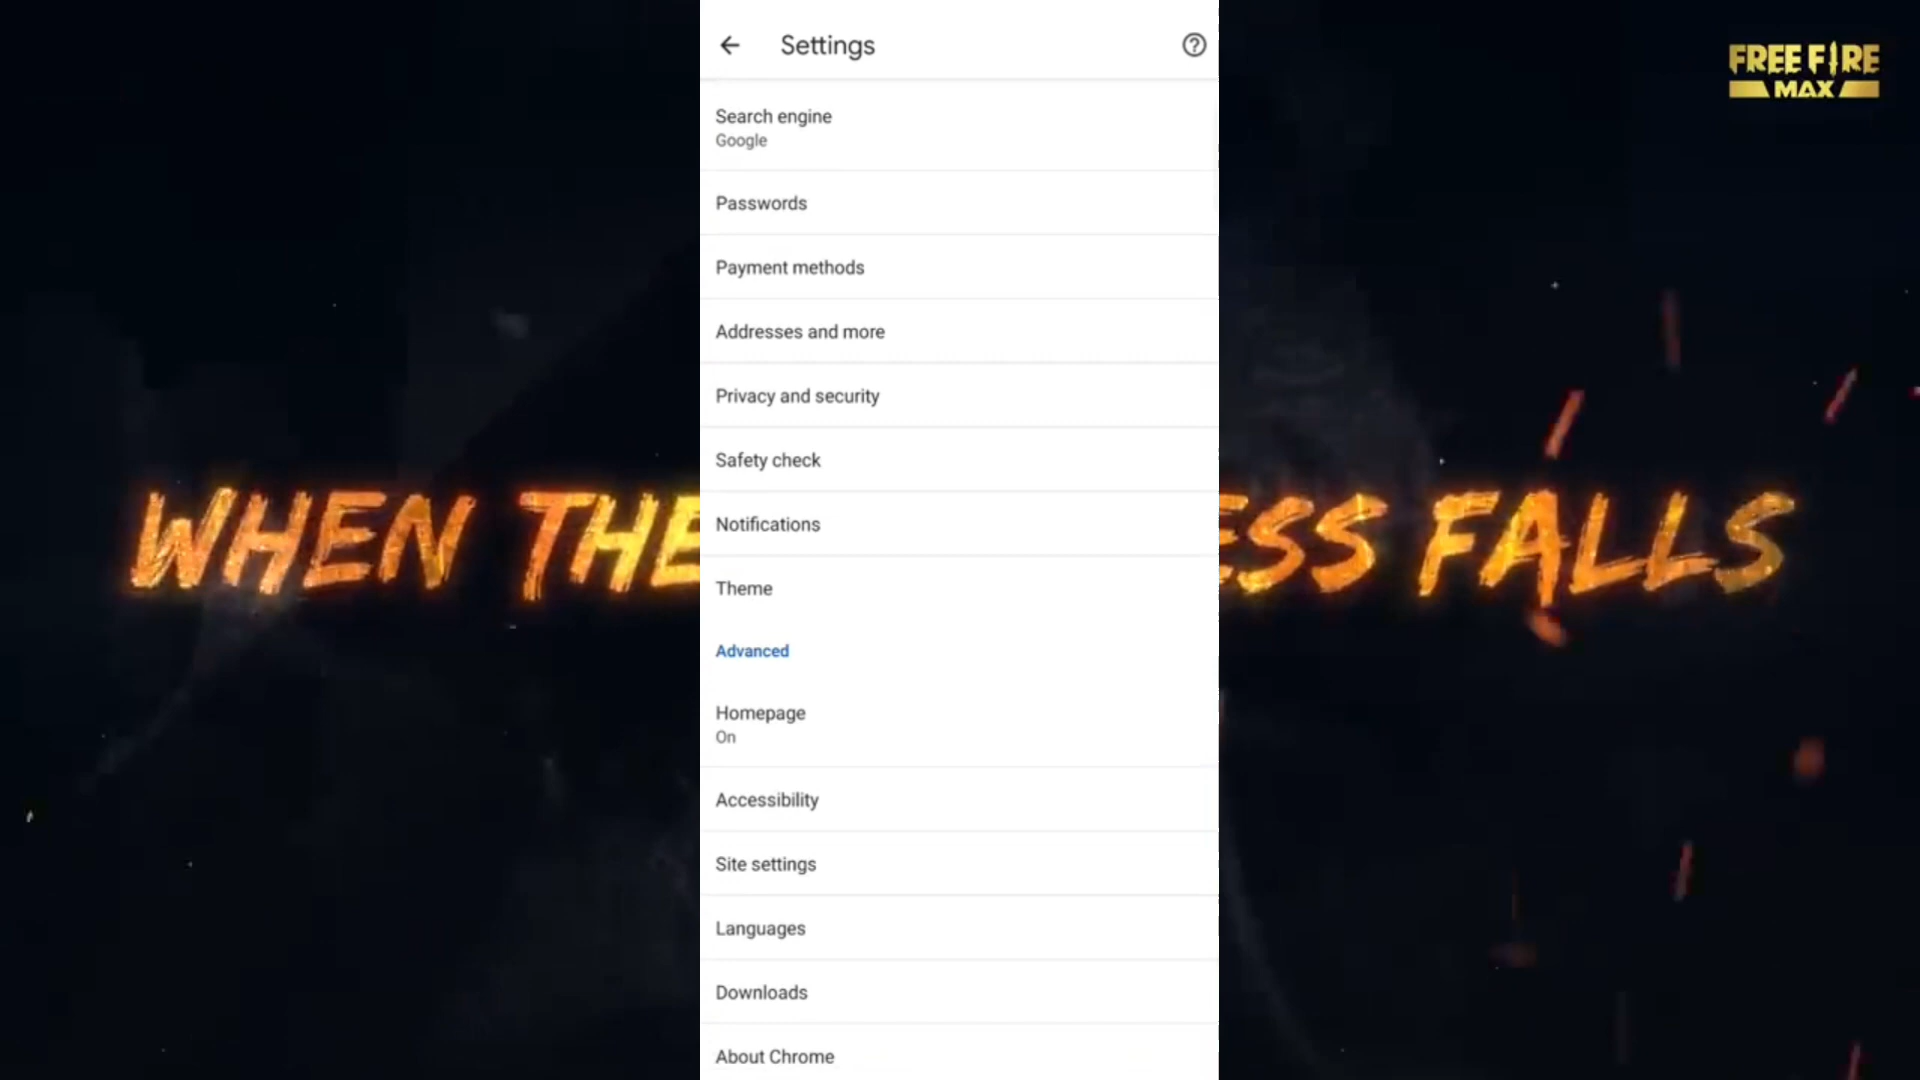 Settings
FREE FIRE
MAX
Search engine
Google
Passwords
Payment methods
Addresses and more
Privacy and security
Safety check
Notifications
WHEN THE
ESS FALLS
Theme
Advanced
Homepage
On
Accessibility
Site settings
Languages
Downloads
About Chrome